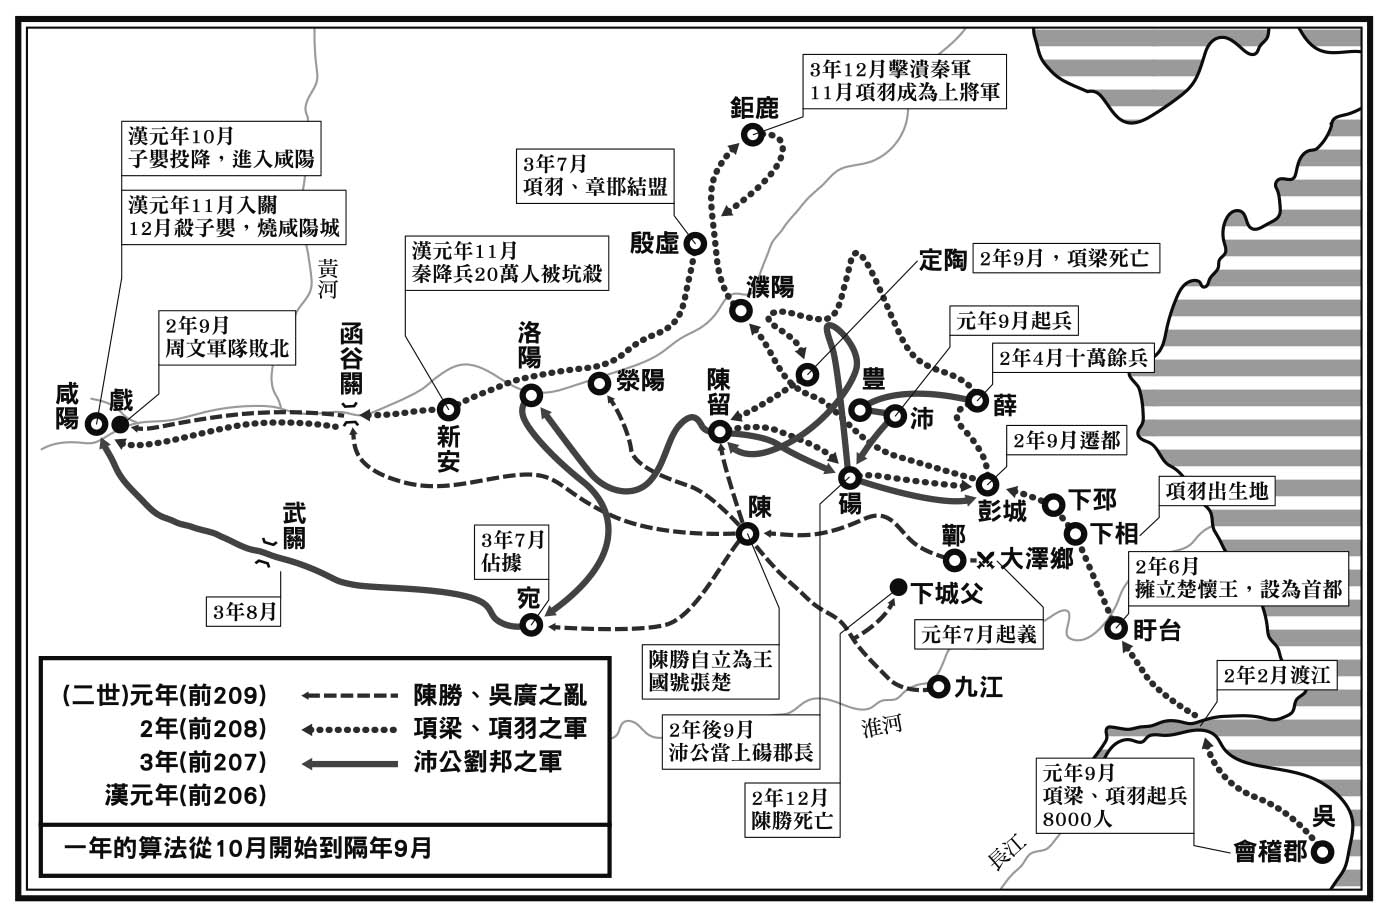 3年12月擊潰秦軍
11月項羽成為上將軍
鉅鹿
漢元年10月
子嬰投降，進入咸陽
3年7月
項羽、章邯結盟
漢元年11月入關
12月殺子嬰，燒咸陽城
殷虛
漢元年11月
秦降兵20萬人被坑殺
定陶
2年9月，項梁死亡
黃河
濮陽
2年9月
周文軍隊敗北
函谷關
洛陽
元年9月起兵
2年4月十萬餘兵
咸陽
戲
滎陽
陳留
豐
沛
薛
新安
2年9月遷都
武關
碭
彭城
下邳
項羽出生地
3年7月
佔據
陳
鄲
大澤鄉
下相
2年6月
擁立楚懷王，設為首都
宛
3年8月
下城父
元年7月起義
盱台
陳勝自立為王
國號張楚
九江
2年2月渡江
淮河
2年後9月
沛公當上碭郡長
2年12月
陳勝死亡
元年9月
項梁、項羽起兵
8000人
長江
吳
會稽郡
(二世)元年(前209)
2年(前208)
3年(前207)
漢元年(前206)
陳勝、吳廣之亂
項梁、項羽之軍
沛公劉邦之軍
一年的算法從10月開始到隔年9月